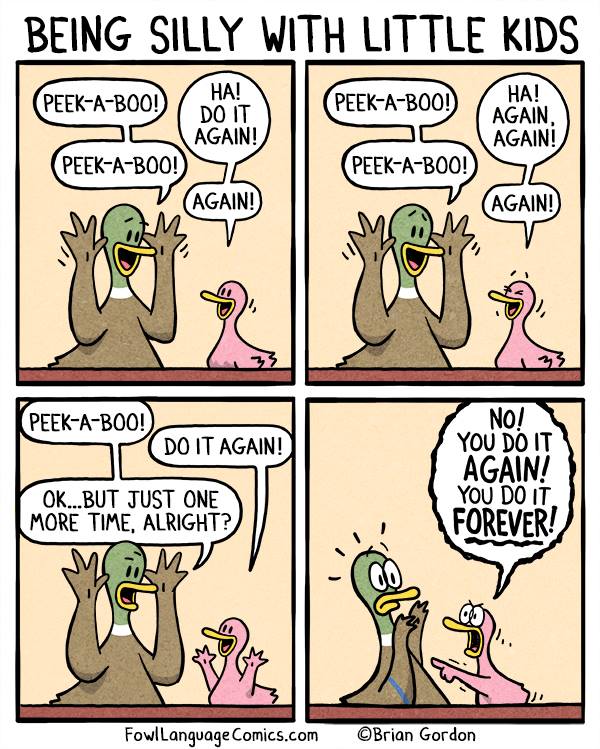 BEING SILLY WITH LITTLE KIDS
PEEK-A-BOO!
PEEK-A-BOO!
HA!
DO IT
AGAIN!
AGAIN!
PEEK-A-BOO!
PEEK-A-BOO!
HA!
AGAIN,
AGAIN!
AGAIN!
PEEK-A-BOO!
DO IT AGAIN!
OK...BUT JUST ONE
MORE TIME, ALRIGHT?
NO!
YOU DO IT
AGAIN!
YOU DO IT
FOREVER!
FowlLanguageComics.com ©Brian Gordon